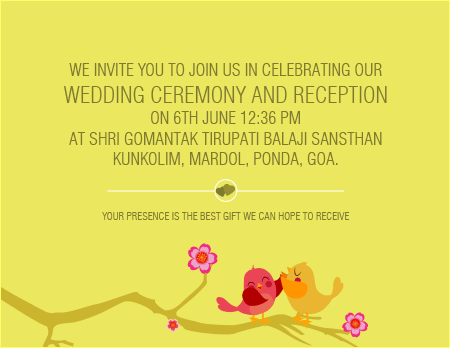 WE INVITE YOU TO JOIN US IN CELEBRATING OUR
WEDDING CEREMONY AND RECEPTION
ON 6TH JUNE 12:36 PM
AT SHRI GOMANTAK TIRUPATI BALAJI SANSTHAN
KUNKOLIM, MARDOL, PONDA, GOA.
YOUR PRESENCE IS THE BEST GIFT WE CAN HOPE TO RECEIVE